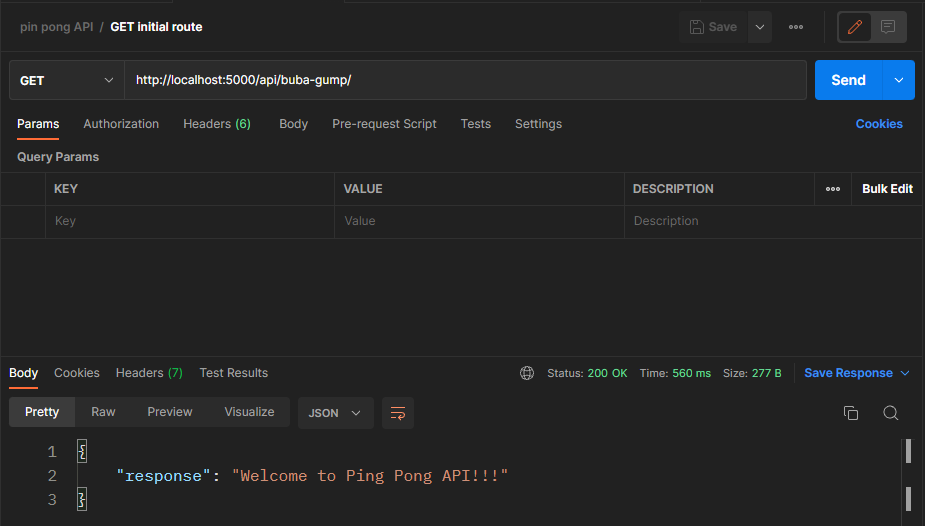 pin pong API / GET initial route
Save
GET http://localhost:5000/api/buba-gump/ Send
Params Authorization Headers (6) Body Pre-request Script Tests Settings Cookies
Query Params
KEY VALUE DESCRIPTION Bulk Edit
Key Value Description
Body Cookies Headers (7) Test Results Status: 200 OK Time: 560 ms Size: 277 B Save Response
Pretty Raw Preview Visualize JSON
1 {
2 "response": "Welcome to Ping Pong API!!!"
3 }